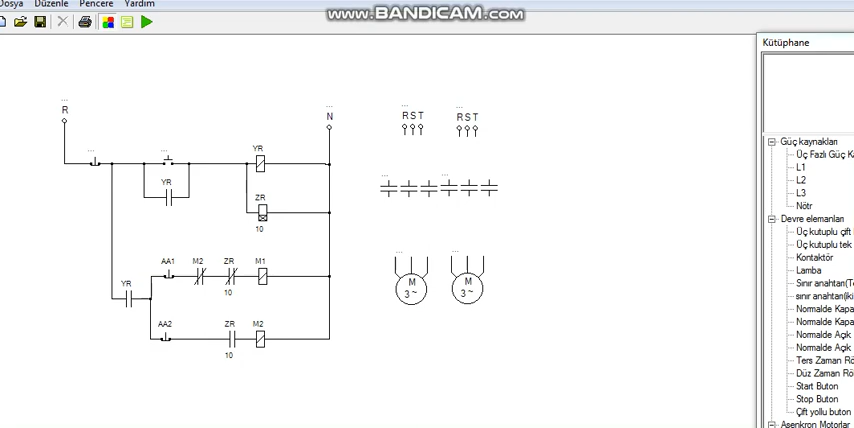 Dosya Düzenle Pencere Yardım
www.BANDICAM.com
Kütüphane
R
N
R S T
R S T
YR
YR
ZR
10
YR
AA1 M2 ZR M1
10
AA2 ZR M2
10
M
3 ~
M
3 ~
Güç kaynakları
Üç Fazlı Güç Ka
L1
L2
L3
Nötr
Devre elemanları
Üç kutuplu çift
Üç kutuplu tek
Kontaktör
Lamba
Sınır anahtarı(Te
sınır anahtarı(iki
Normalde Kapa
Normalde Kapa
Normalde Açık
Normalde Açık
Ters Zaman Rö
Düz Zaman Rö
Start Buton
Stop Buton
Çift yollu buton
Asenkron Motorlar